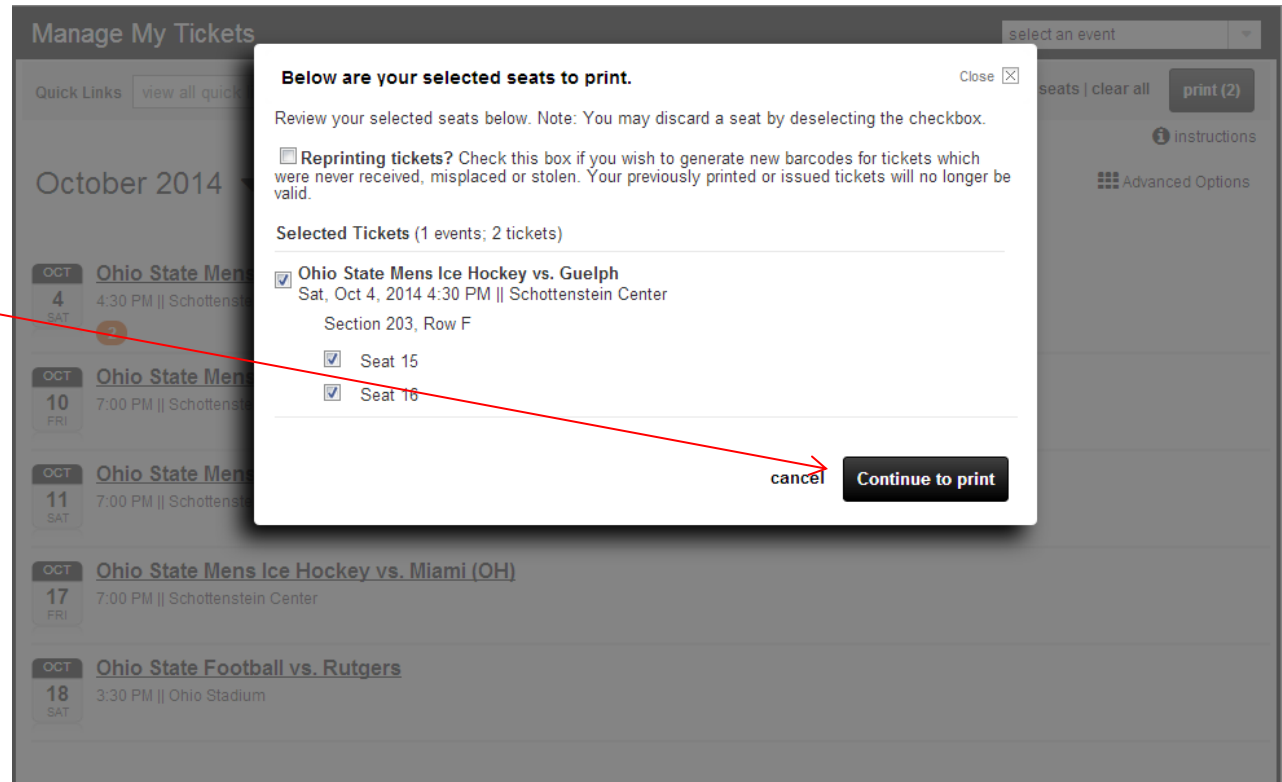 Manage My Tickets
select an event
Quick Links view all quick
seats | clear all print (2)
instructions
October 2014
Advanced Options
Below are your selected seats to print.
Close
Review your selected seats below. Note: You may discard a seat by deselecting the checkbox.
Reprinting tickets? Check this box if you wish to generate new barcodes for tickets which
were never received, misplaced or stolen. Your previously printed or issued tickets will no longer be
valid.
Selected Tickets (1 events; 2 tickets)
Ohio State Mens Ice Hockey vs. Guelph
Sat, Oct 4, 2014 4:30 PM || Schottenstein Center
Section 203, Row F
Seat 15
Seat 16
cancel Continue to print
OCT
4
SAT
Ohio State Mens
4:30 PM || Schottenste
2
OCT
10
FRI
Ohio State Mens
7:00 PM || Schottenste
OCT
11
SAT
Ohio State Mens
7:00 PM || Schottenste
OCT
17
FRI
Ohio State Mens Ice Hockey vs. Miami (OH)
7:00 PM || Schottenstein Center
OCT
18
SAT
Ohio State Football vs. Rutgers
3:30 PM || Ohio Stadium